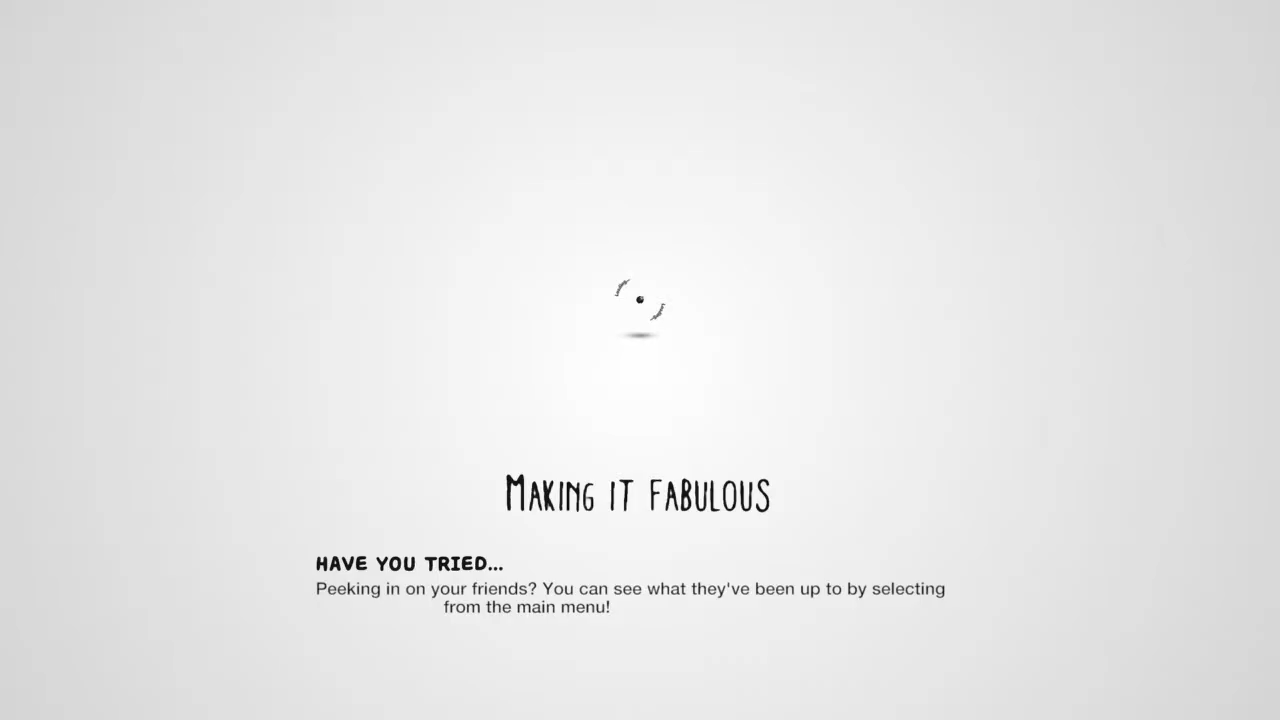 Making it fabulous
HAVE YOU TRIED...
Peeking in on your friends? You can see what they've been up to by selecting
from the main menu!